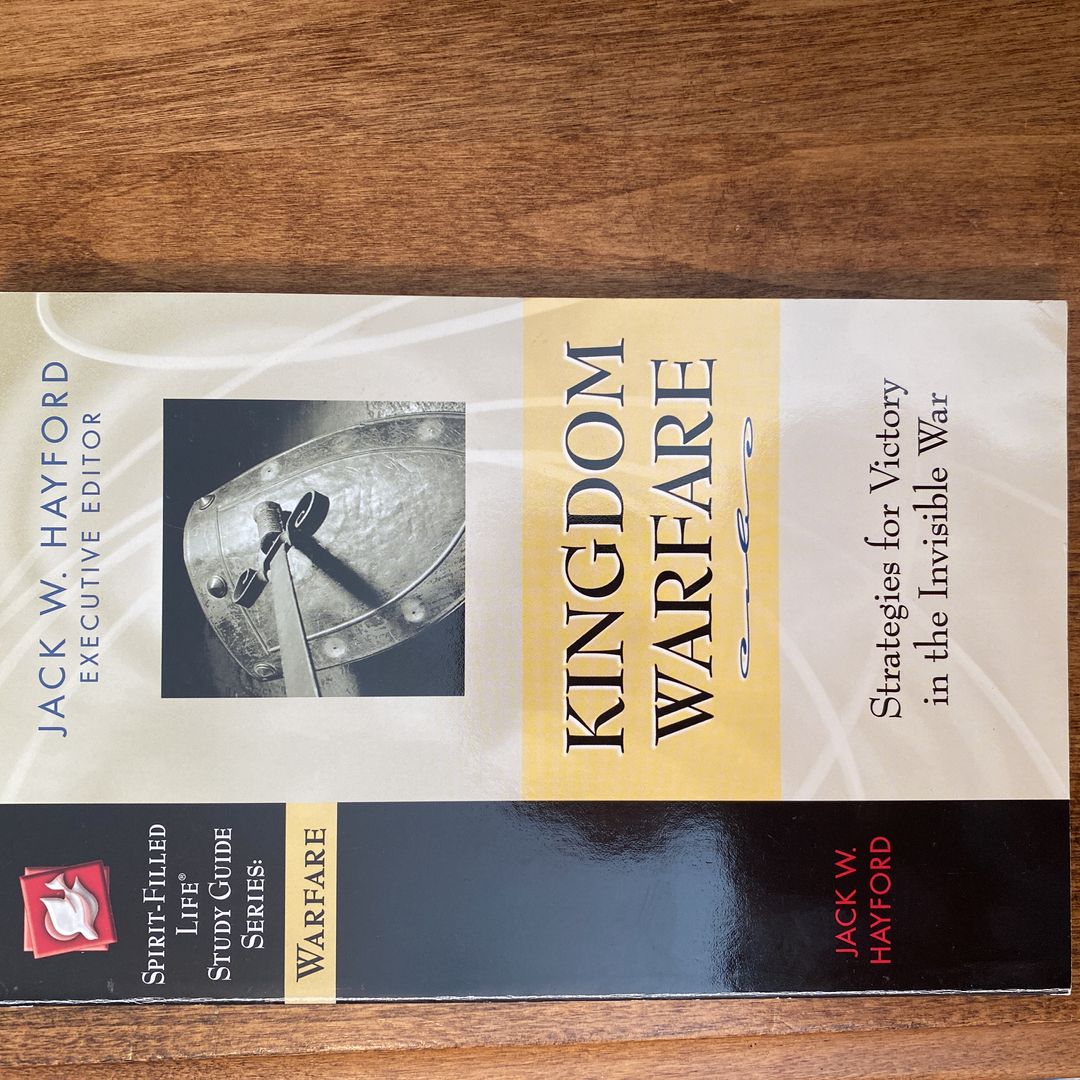 JACK W. HAYFORD
EXECUTIVE EDITOR
KINGDOM
WARFARE
Strategies for Victory
in the Invisible War
SPIRIT-FILLED
LIFE®
STUDY GUIDE
SERIES:
WARFARE
JACK W.
HAYFORD